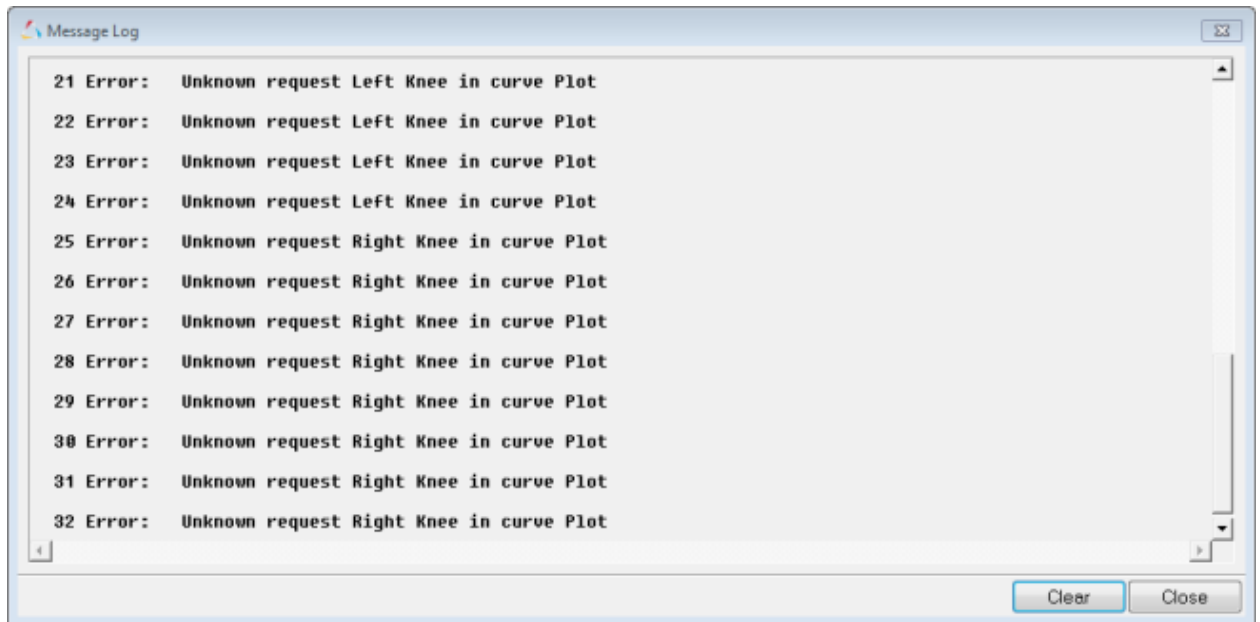 Message Log
21 Error: Unknown request Left Knee in curve Plot
22 Error: Unknown request Left Knee in curve Plot
23 Error: Unknown request Left Knee in curve Plot
24 Error: Unknown request Left Knee in curve Plot
25 Error: Unknown request Right Knee in curve Plot
26 Error: Unknown request Right Knee in curve Plot
27 Error: Unknown request Right Knee in curve Plot
28 Error: Unknown request Right Knee in curve Plot
29 Error: Unknown request Right Knee in curve Plot
30 Error: Unknown request Right Knee in curve Plot
31 Error: Unknown request Right Knee in curve Plot
32 Error: Unknown request Right Knee in curve Plot
Clear Close